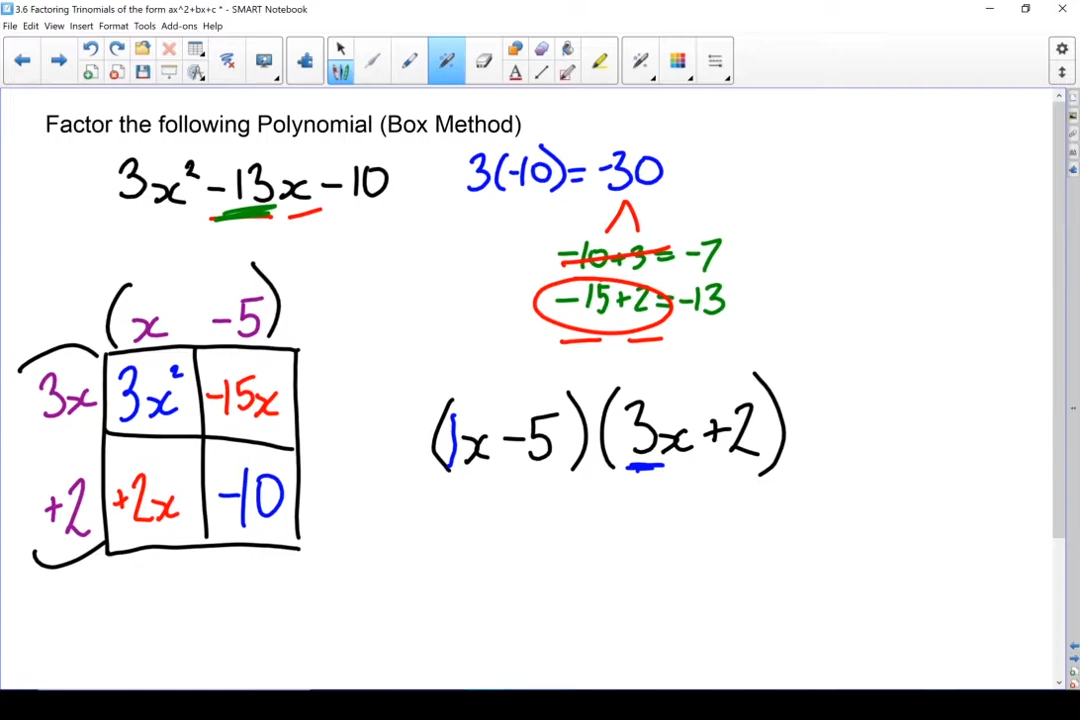 3.6 Factoring Trinomials of the form ax^2+bx+c * - SMART Notebook
File Edit View Insert Format Tools Add-ons Help
Factor the following Polynomial (Box Method)
3x² -13x -10
3(-10)= -30
-10+3= -7
-15+2=-13
(x -5)
3x 3x² -15x
+2 +2x -10
(1x -5)(3x+2)